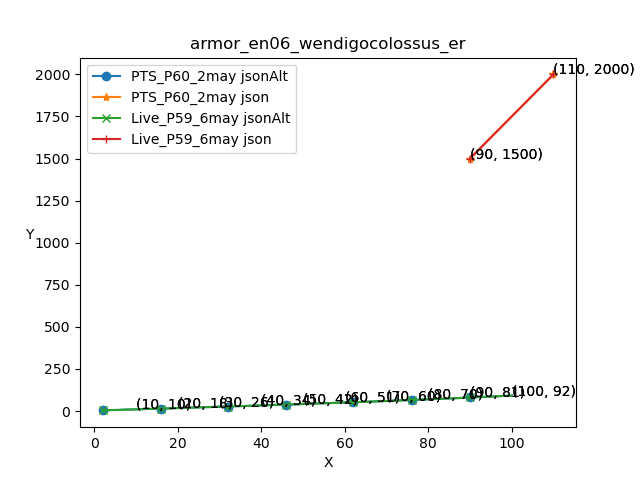 armor_en06_wendigocolossus_er
PTS_P60_2may jsonAlt
PTS_P60_2may json
Live_P59_6may jsonAlt
Live_P59_6may json
(110, 2000)
(90, 1500)
(10, 10) (20, 18) (30, 26) (40, 34) (50, 42) (60, 51) (70, 60) (80, 70) (90, 81) (100, 92)
2000
1750
1500
1250
1000
750
500
250
0
Y
0 20 40 60 80 100
X